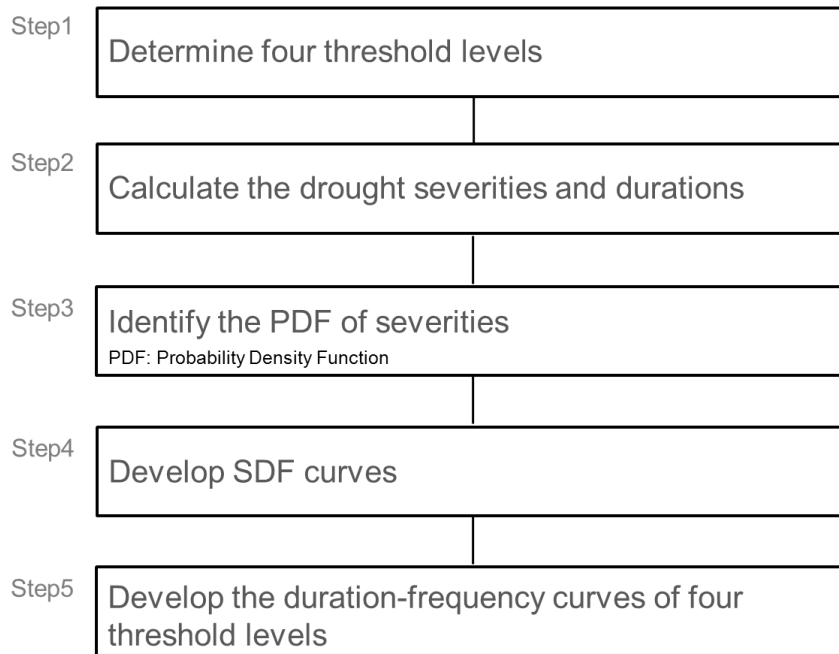 Step1
Determine four threshold levels
Step2
Calculate the drought severities and durations
Step3
Identify the PDF of severities
PDF: Probability Density Function
Step4
Develop SDF curves
Step5
Develop the duration-frequency curves of four
threshold levels